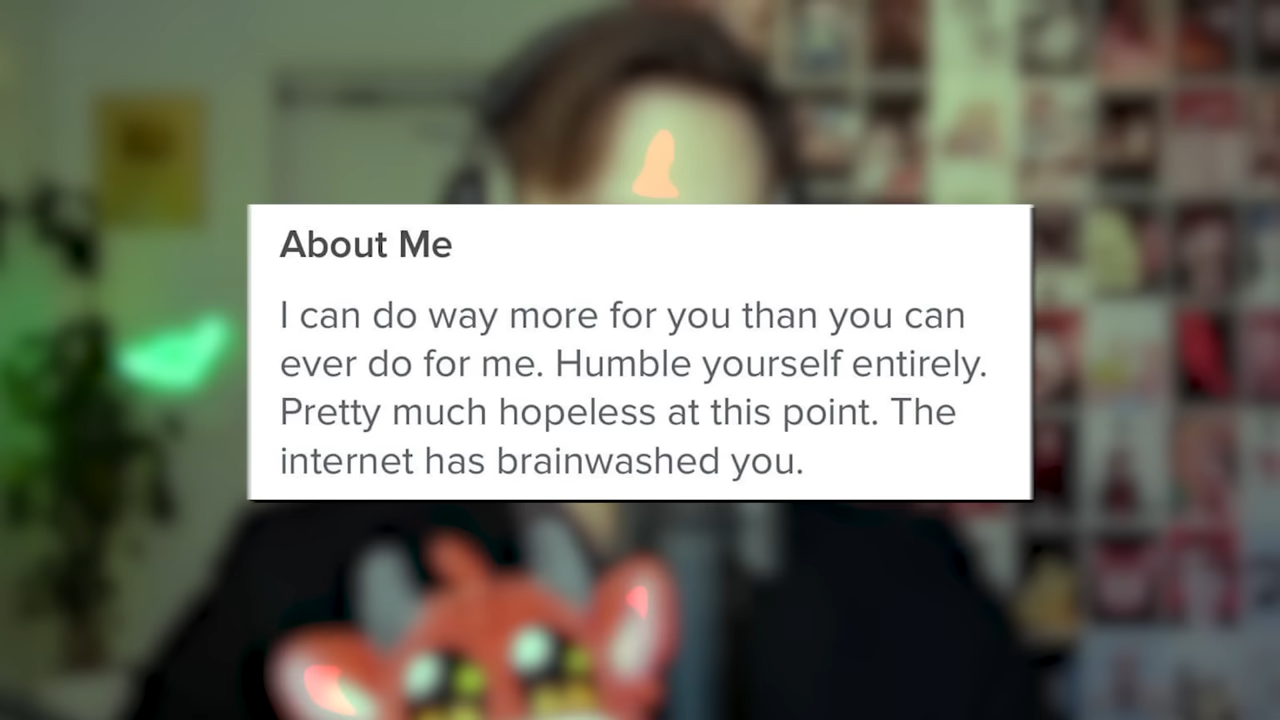 About Me
I can do way more for you than you can
ever do for me. Humble yourself entirely.
Pretty much hopeless at this point. The
internet has brainwashed you.